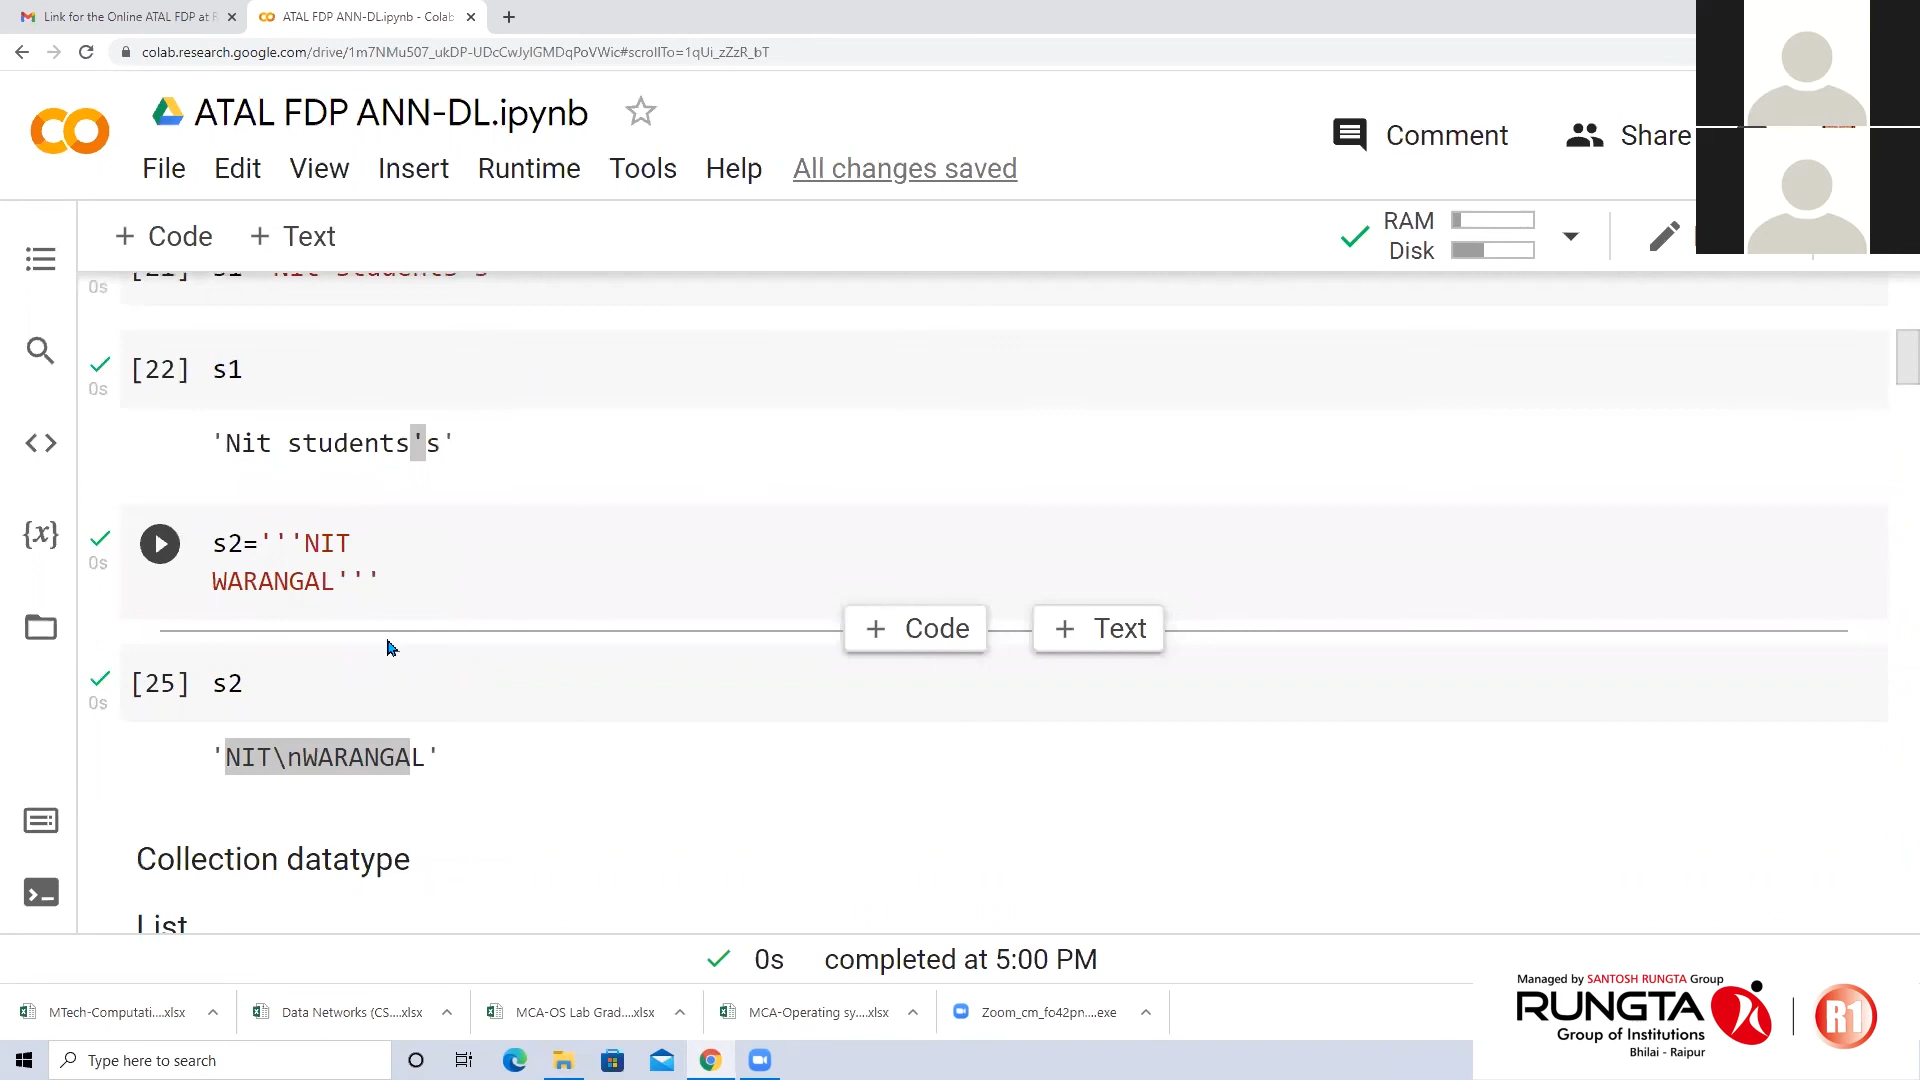 Link for the Online ATAL FDP at R
ATAL FDP ANN-DL.ipynb - Colab
colab.research.google.com/drive/1m7NMu507_ukDP-UDcCwJyIGMDqPoVWic#scrollTo=1qUi_zZzR_bT
ATAL FDP ANN-DL.ipynb
Comment
Share
File Edit View Insert Runtime Tools Help All changes saved
+ Code + Text
RAM
Disk
[21] s1="Nit students's"
0s
[22] s1
0s
'Nit students's'
s2='''NIT
0s
WARANGAL'''
+ Code + Text
[25] s2
0s
'NIT\nWARANGAL'
Collection datatype
List
0s completed at 5:00 PM
MTech-Computati....xlsx
Data Networks (CS....xlsx
MCA-OS Lab Grad....xlsx
MCA-Operating sy....xlsx
Zoom_cm_fo42pn....exe
Managed by SANTOSH RUNGTA Group
RUNGTA
Group of Institutions
Bhilai - Raipur
R1
Type here to search